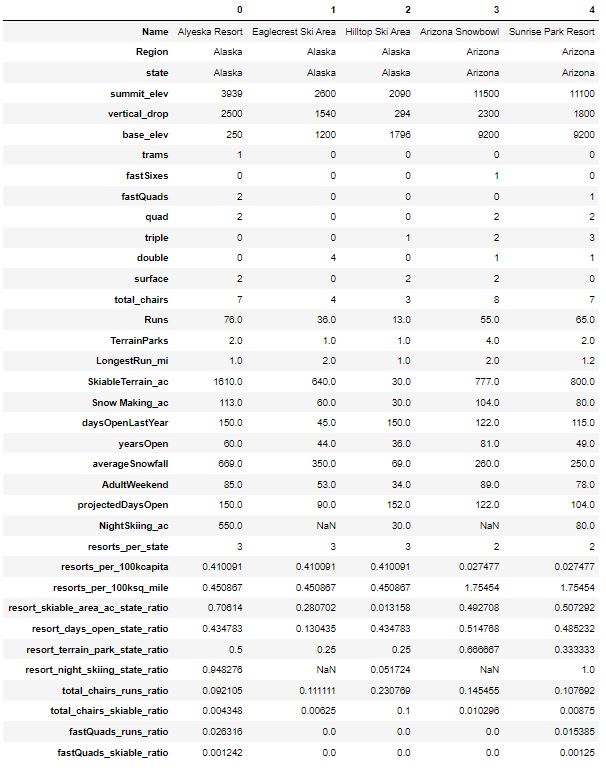 0 1 2 3 4
Name Alyeska Resort Eaglecrest Ski Area Hilltop Ski Area Arizona Snowbowl Sunrise Park Resort
Region Alaska Alaska Alaska Arizona Arizona
state Alaska Alaska Alaska Arizona Arizona
summit_elev 3939 2600 2090 11500 11100
vertical_drop 2500 1540 294 2300 1800
base_elev 250 1200 1796 9200 9200
trams 1 0 0 0 0
fastSixes 0 0 0 1 0
fastQuads 2 0 0 0 1
quad 2 0 0 2 2
triple 0 0 1 2 3
double 0 4 0 1 1
surface 2 0 2 2 0
total_chairs 7 4 3 8 7
Runs 76.0 36.0 13.0 55.0 65.0
TerrainParks 2.0 1.0 1.0 4.0 2.0
LongestRun_mi 1.0 2.0 1.0 2.0 1.2
SkiableTerrain_ac 1610.0 640.0 30.0 777.0 800.0
Snow Making_ac 113.0 60.0 30.0 104.0 80.0
daysOpenLastYear 150.0 45.0 150.0 122.0 115.0
yearsOpen 60.0 44.0 36.0 81.0 49.0
averageSnowfall 669.0 350.0 69.0 260.0 250.0
AdultWeekend 85.0 53.0 34.0 89.0 78.0
projectedDaysOpen 150.0 90.0 152.0 122.0 104.0
NightSkiing_ac 550.0 NaN 30.0 NaN 80.0
resorts_per_state 3 3 3 2 2
resorts_per_100kcapita 0.410091 0.410091 0.410091 0.027477 0.027477
resorts_per_100ksq_mile 0.450867 0.450867 0.450867 1.75454 1.75454
resort_skiable_area_ac_state_ratio 0.70614 0.280702 0.013158 0.492708 0.507292
resort_days_open_state_ratio 0.434783 0.130435 0.434783 0.514768 0.485232
resort_terrain_park_state_ratio 0.5 0.25 0.25 0.666667 0.333333
resort_night_skiing_state_ratio 0.948276 NaN 0.051724 NaN 1.0
total_chairs_runs_ratio 0.092105 0.111111 0.230769 0.145455 0.107692
total_chairs_skiable_ratio 0.004348 0.00625 0.1 0.010296 0.00875
fastQuads_runs_ratio 0.026316 0.0 0.0 0.0 0.015385
fastQuads_skiable_ratio 0.001242 0.0 0.0 0.0 0.00125